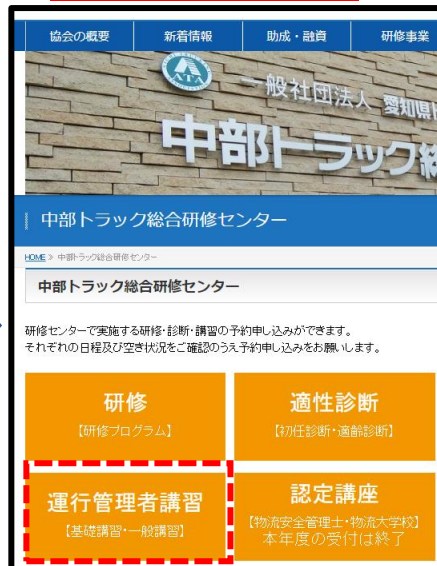 協会の概要
新着情報
助成・融資
研修事業
ATA
一般社団法人 愛知県
中部トラック総
中部トラック総合研修センター
HOME » 中部トラック総合研修センター
中部トラック総合研修センター
研修センターで実施する研修・診断・講習の予約申し込みができます。
それぞれの日程及び空き状況をご確認のうえ予約申し込みをお願いします。
研修
【研修プログラム】
適性診断
【初任診断・適齢診断】
運行管理者講習
【基礎講習・一般講習】
認定講座
【物流安全管理士・物流大学校】
本年度の受付は終了